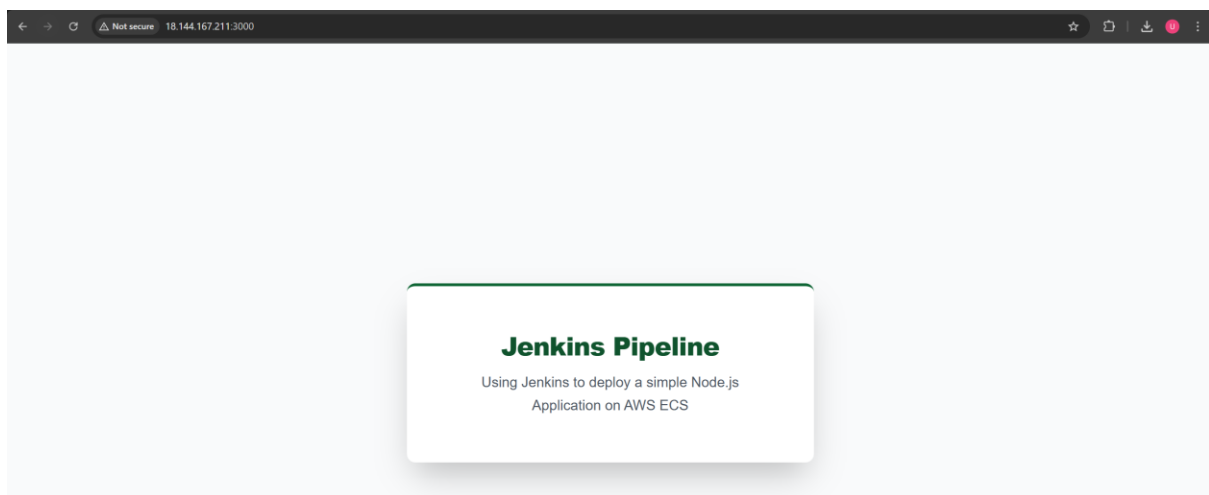 Not secure 18.144.167.211:3000
U
Jenkins Pipeline
Using Jenkins to deploy a simple Node.js
Application on AWS ECS